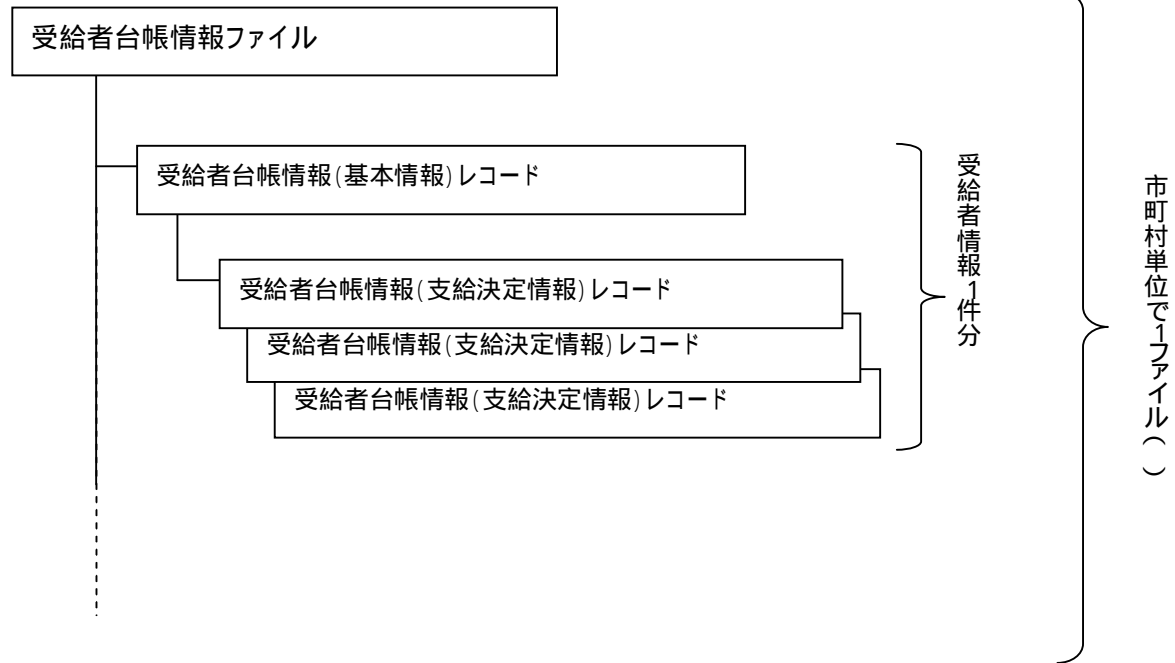 受給者台帳情報ファイル
受給者台帳情報(基本情報)レコード
受給者台帳情報(支給決定情報)レコード
受給者台帳情報(支給決定情報)レコード
受給者台帳情報(支給決定情報)レコード
受給者情報1件分
市町村単位で1ファイル( )